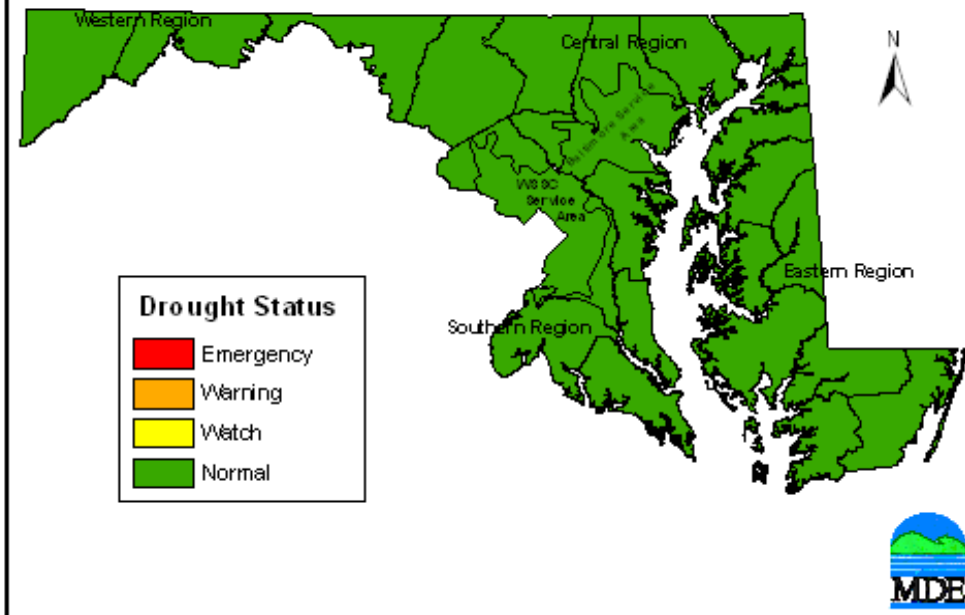 Western Region
Central Region
N
Baltimore Service
Area
WSSC
Service
Area
Eastern Region
Southern Region
Drought Status
Emergency
Warning
Watch
Normal
MDE